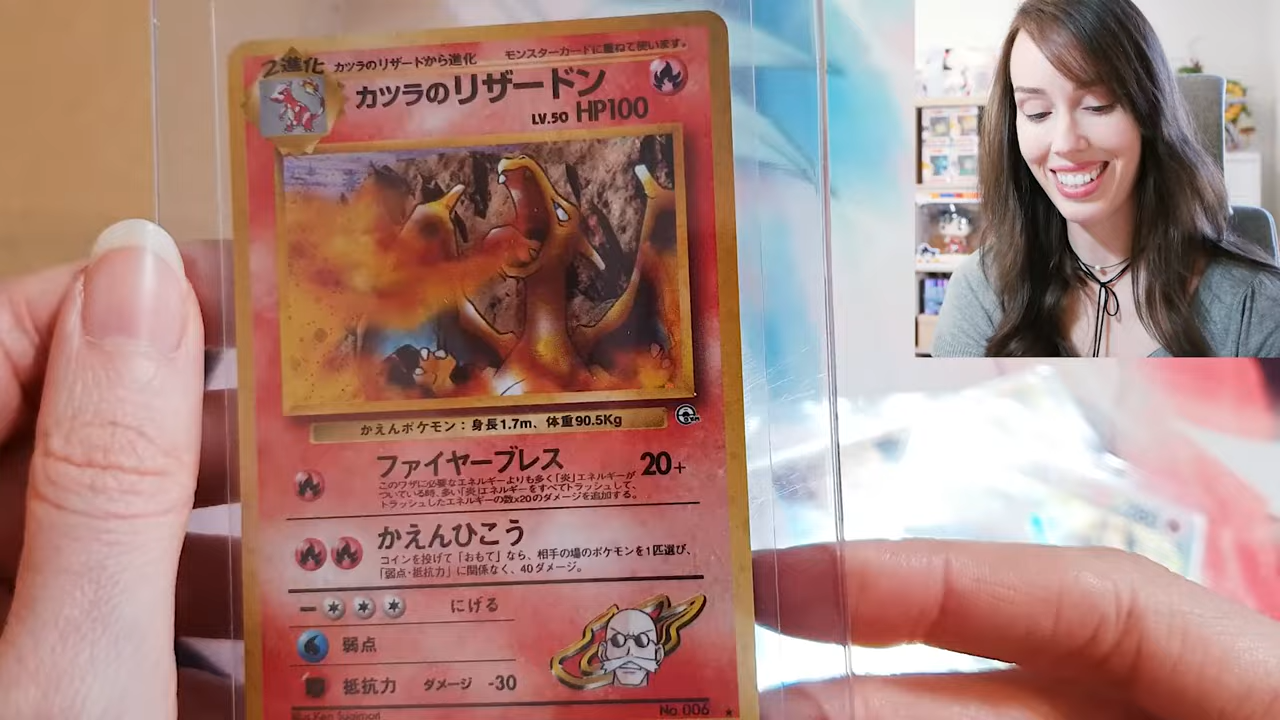 2進化 カツラのリザードから進化 モンスターカードに重ねて使います。
カツラのリザードン
LV.50 HP100
かえんポケモン：身長1.7m、体重90.5Kg
ファイヤーブレス 20+
このワザに必要なエネルギーよりも多く「炎」エネルギーが
ついている時、多い「炎」エネルギーをすべてトラッシュして、
トラッシュしたエネルギーの数×20のダメージを追加する。
かえんひこう
コインを投げて「おもて」なら、相手の場のポケモンを1匹選び、
「弱点・抵抗力」に関係なく、40ダメージ。
ー にげる
弱点
抵抗力 ダメージ -30
Illus.Ken Sugimori No.006 ★